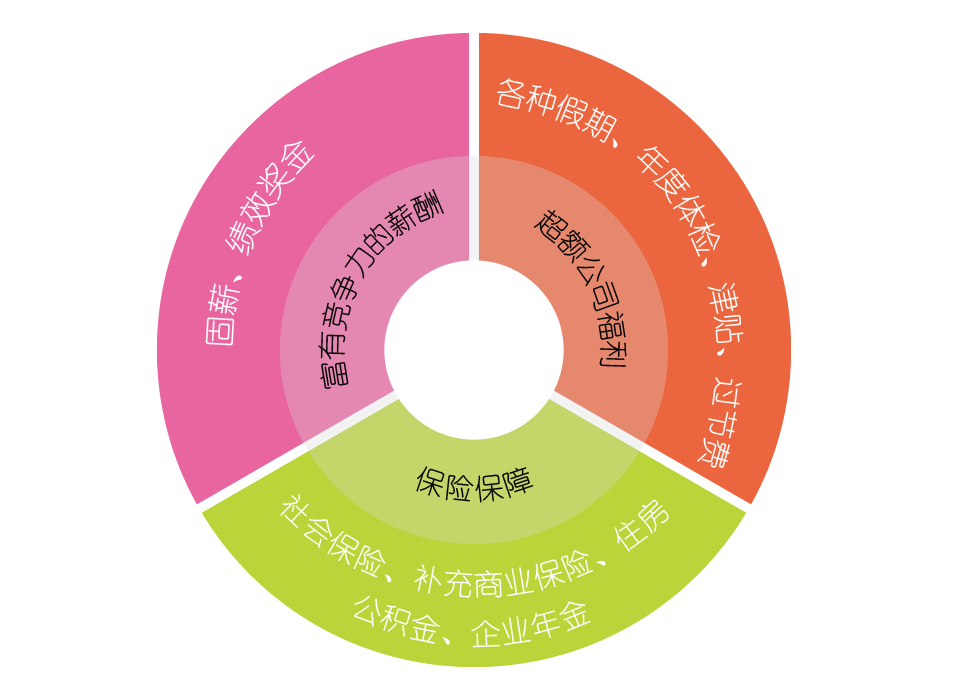 固薪、绩效奖金
富有竞争力的薪酬
各种假期、年度体检、津贴、过节费
超额公司福利
保险保障
社会保险、补充商业保险、住房
公积金、企业年金